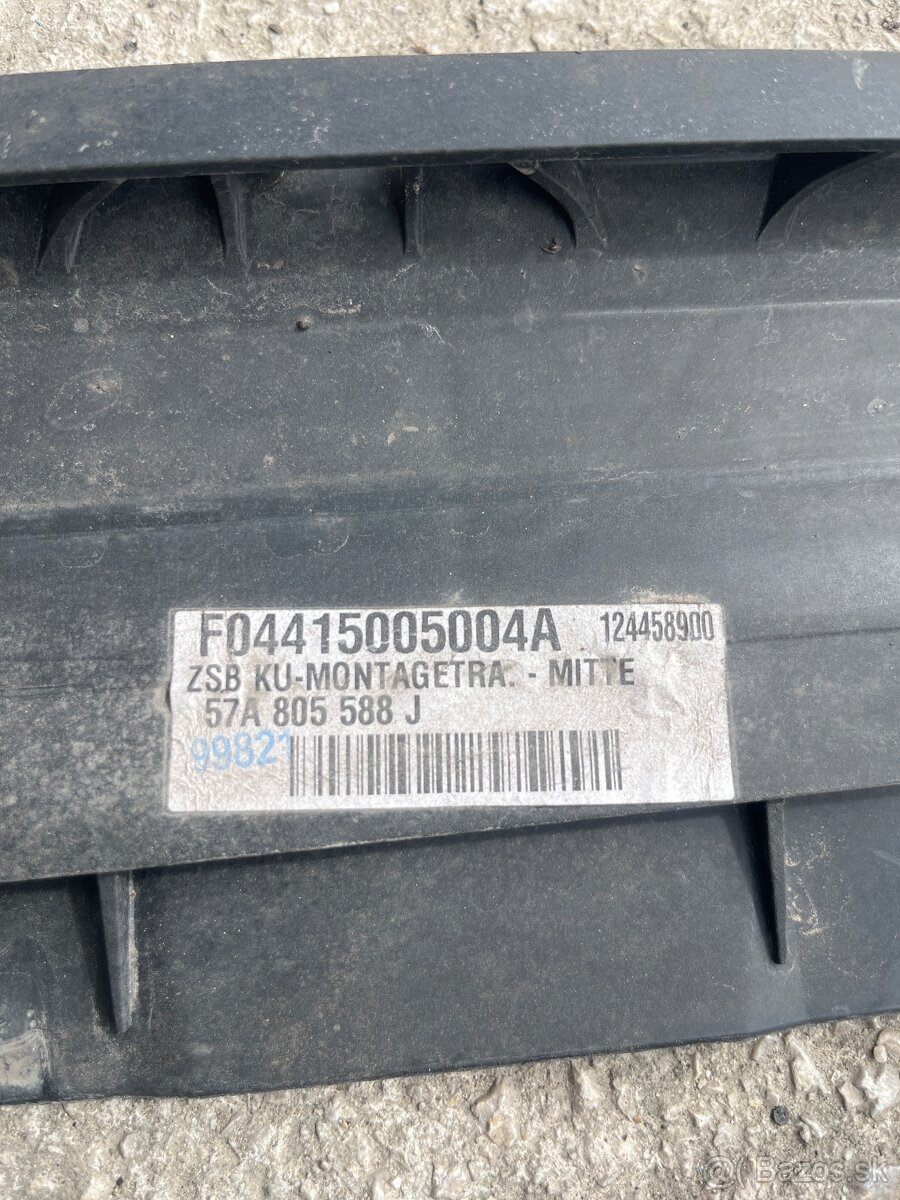 F04415005004A 124458900
ZSB KU-MONTAGETRA. - MITTE
57A 805 588 J
99821
Bazos.sk